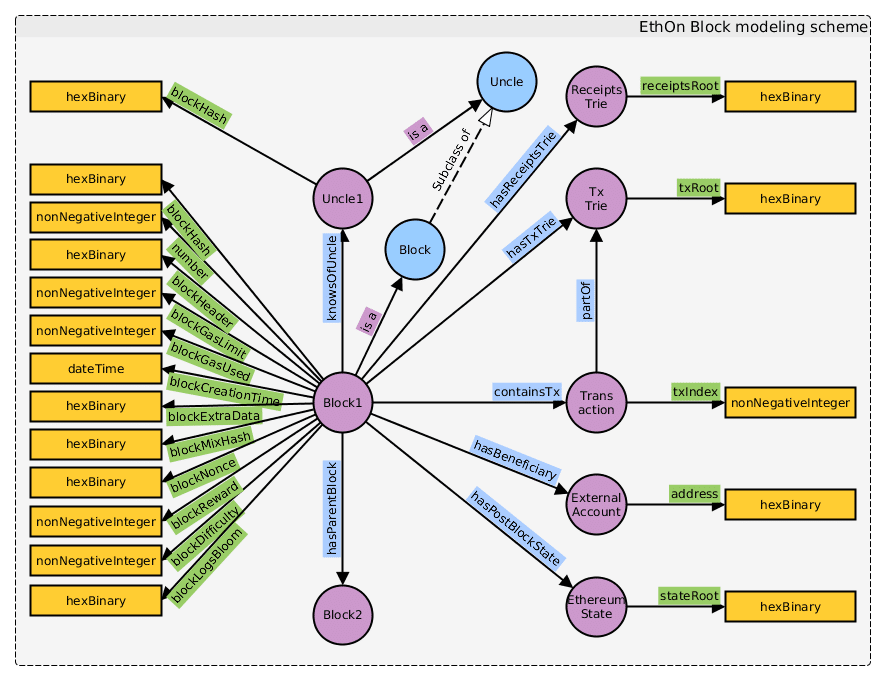 EthOn Block modeling scheme
Uncle
Receipts
Trie
receiptsRoot
hexBinary
hexBinary
blockHash
is a
Subclass of
hasReceiptsTrie
hexBinary
Uncle1
Tx
Trie
txRoot
hexBinary
nonNegativeInteger
blockHash
Block
hasTxTrie
hexBinary
number
knowsOfUncle
nonNegativeInteger
blockHeader
partOf
nonNegativeInteger
blockGasLimit
is a
dateTime
blockGasUsed
hexBinary
blockCreationTime
Block1
containsTx
Trans
action
txIndex
nonNegativeInteger
blockExtraData
hexBinary
blockMixHash
hasBeneficiary
hexBinary
blockNonce
hasParentBlock
External
Account
address
hexBinary
nonNegativeInteger
blockReward
hasPostBlockState
nonNegativeInteger
blockDifficulty
hexBinary
blockLogsBloom
Block2
Ethereum
State
stateRoot
hexBinary